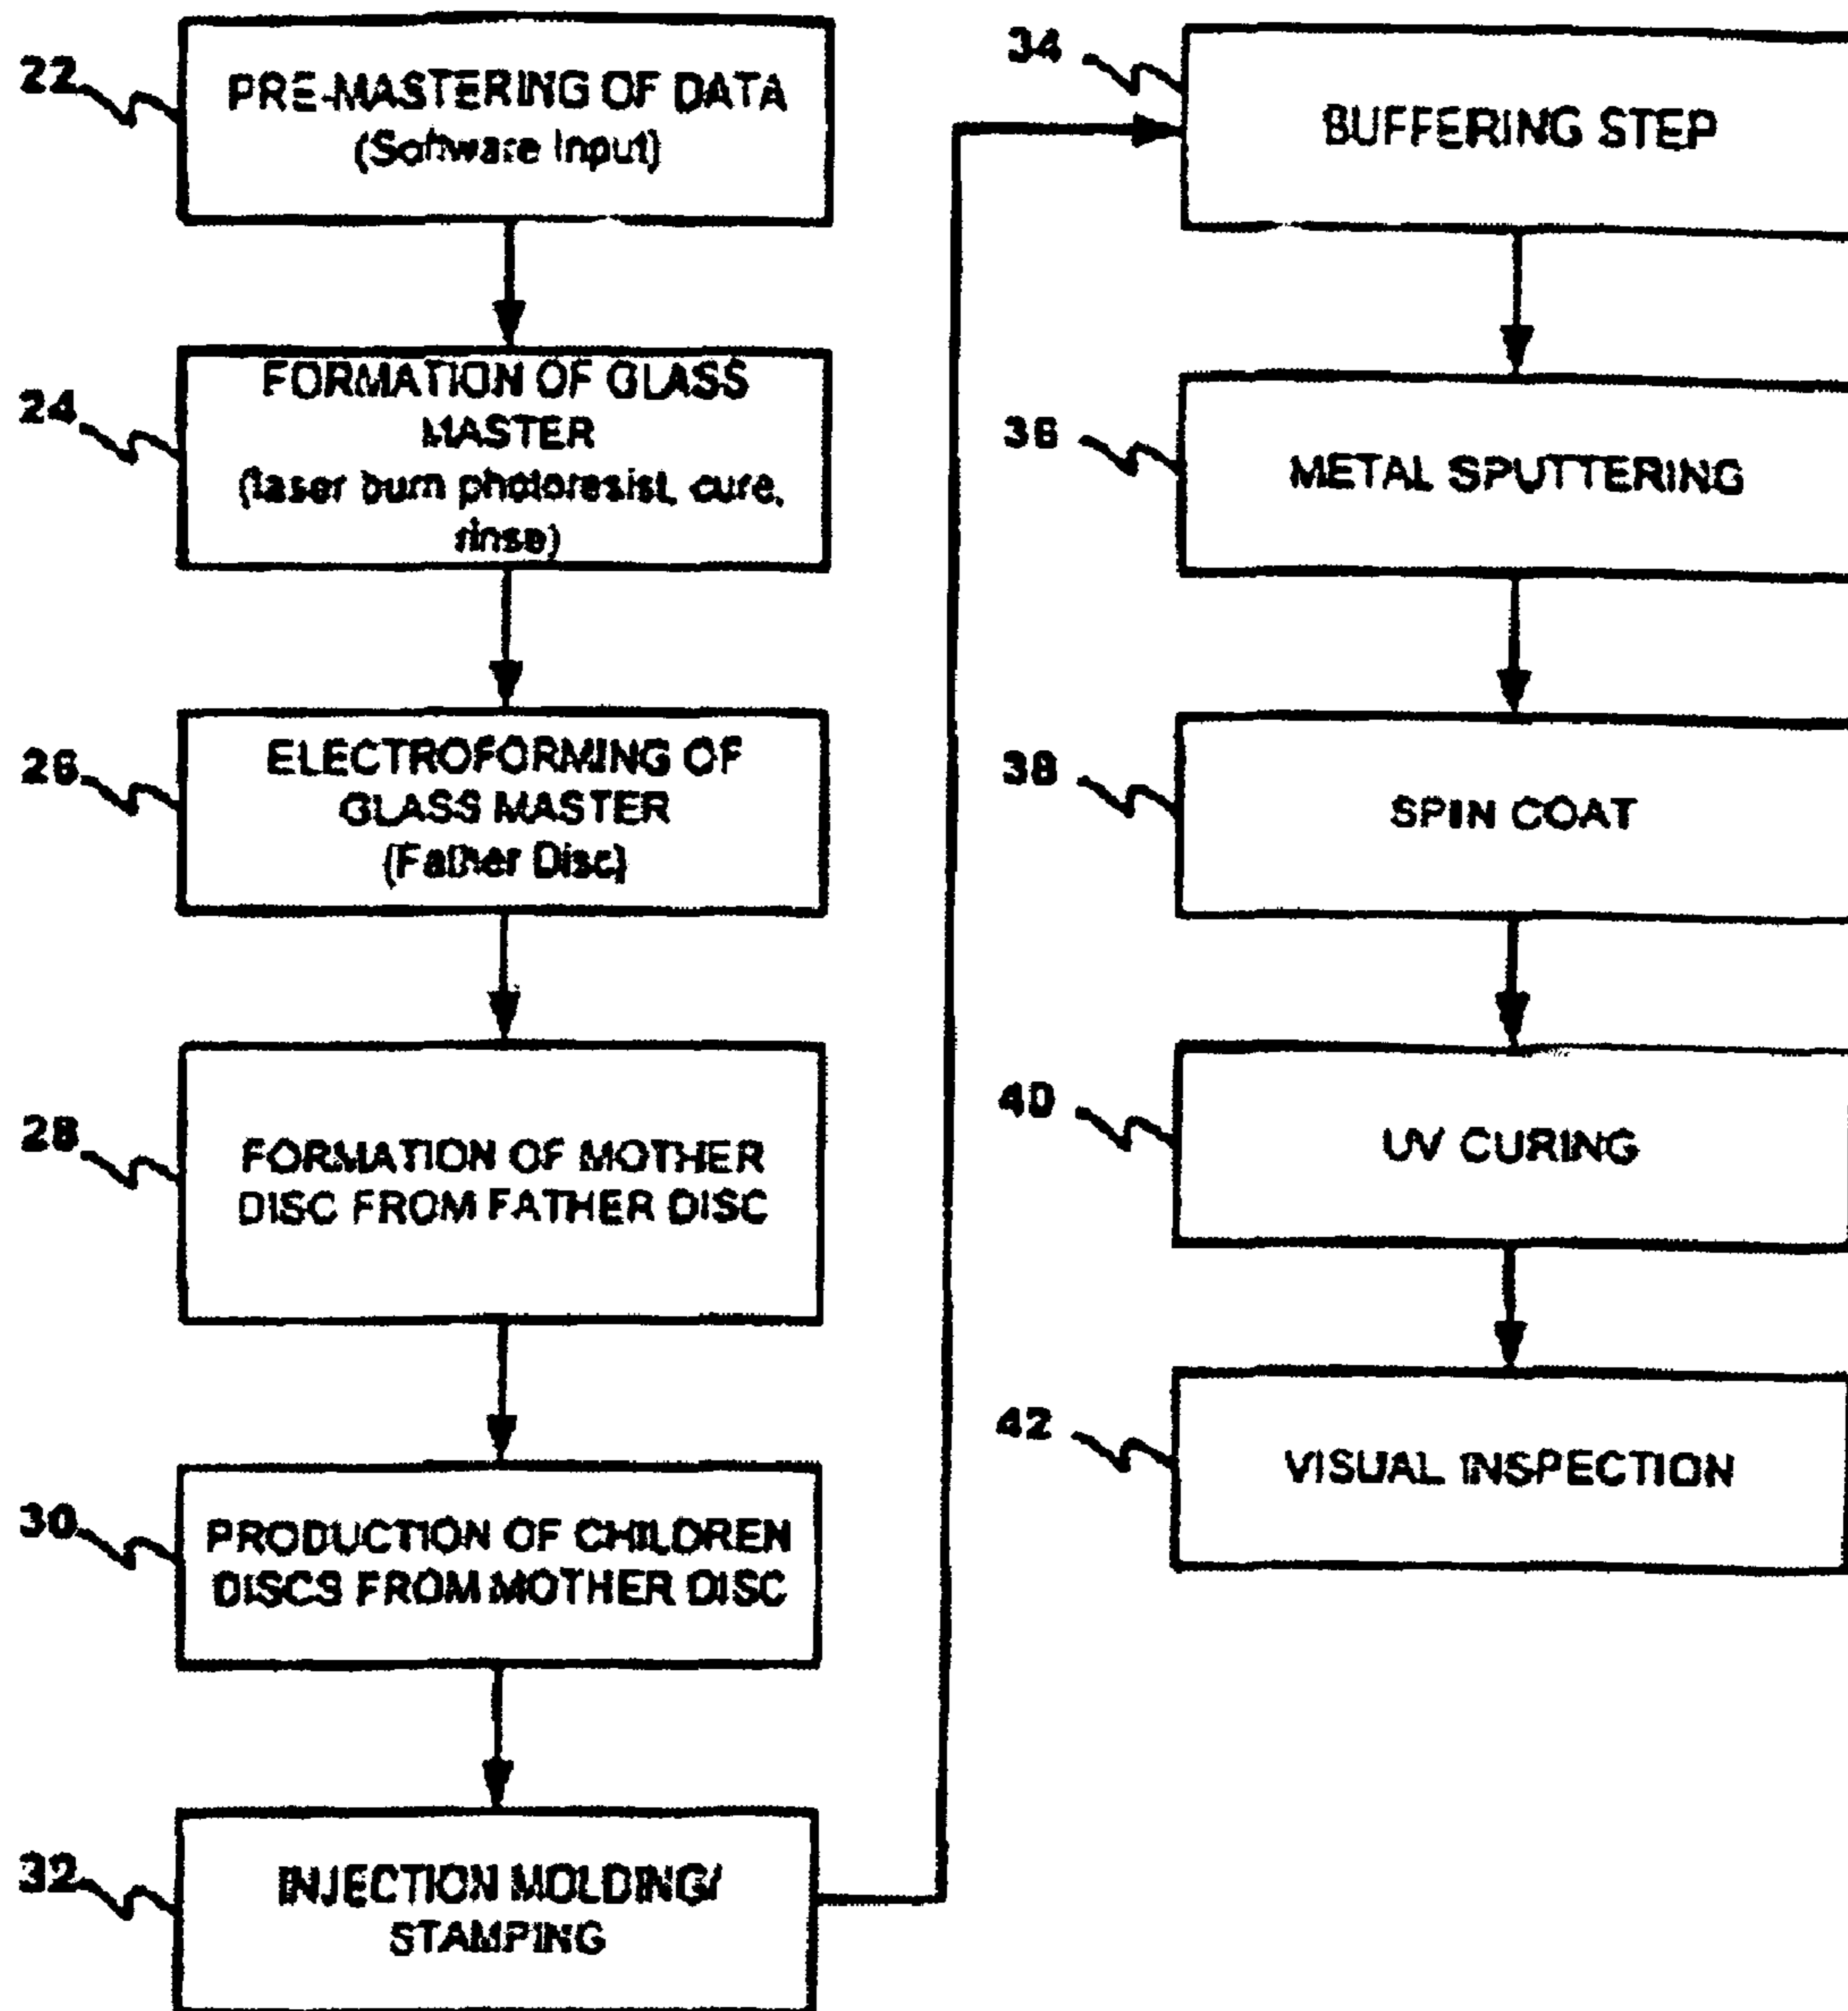 22
PRE-MASTERING OF DATA
(Software Input)
24
FORMATION OF GLASS
MASTER
(laser burn photoresist, cure,
rinse)
26
ELECTROFORMING OF
GLASS MASTER
(Father Disc)
28
FORMATION OF MOTHER
DISC FROM FATHER DISC
30
PRODUCTION OF CHILDREN
DISCS FROM MOTHER DISC
32
INJECTION MOLDING/
STAMPING
34
BUFFERING STEP
36
METAL SPUTTERING
38
SPIN COAT
40
UV CURING
42
VISUAL INSPECTION